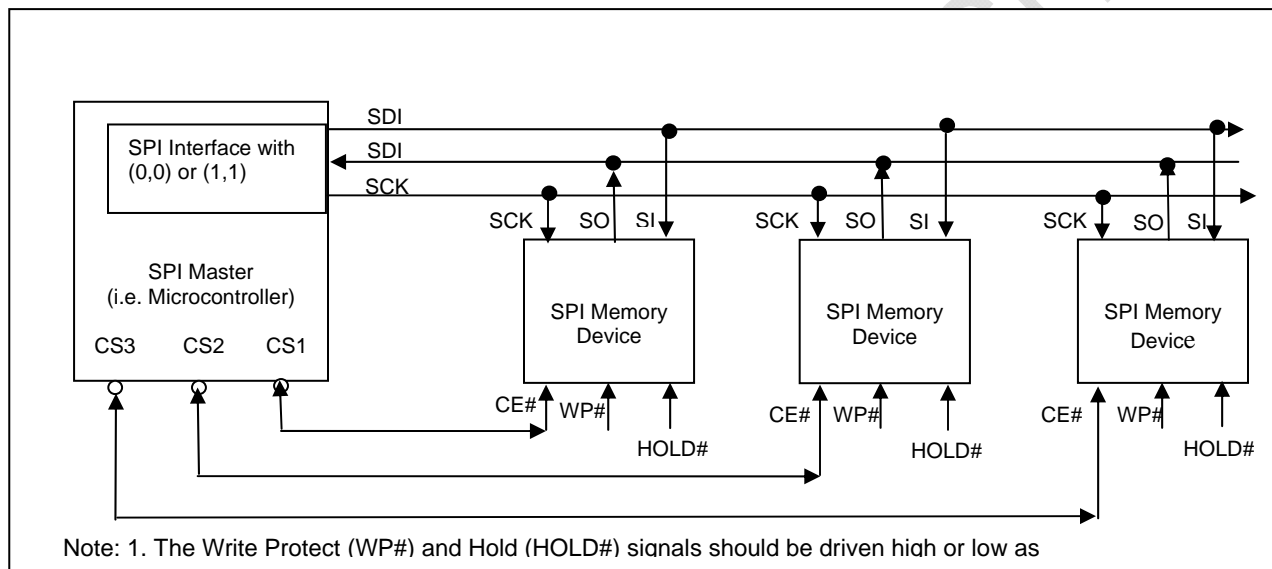 SDI
SPI Interface with
(0,0) or (1,1)
SDI
SCK
SCK SO SI
SCK SO SI
SCK SO SI
SPI Master
(i.e. Microcontroller)
SPI Memory
Device
SPI Memory
Device
SPI Memory
Device
CS3 CS2 CS1
CE# WP#
HOLD#
CE# WP#
HOLD#
CE# WP#
HOLD#
Note: 1. The Write Protect (WP#) and Hold (HOLD#) signals should be driven high or low as